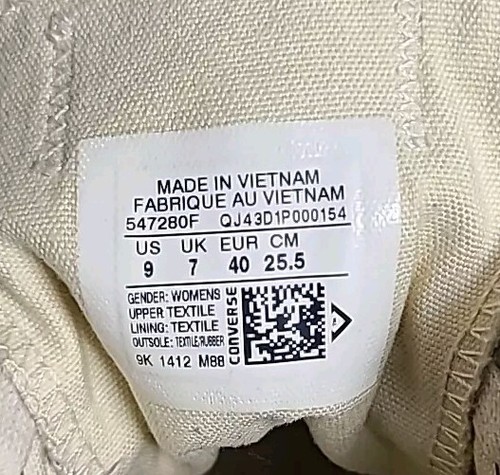 MADE IN VIETNAM
FABRIQUE AU VIETNAM
547280F QJ43D1P000154
US UK EUR CM
9 7 40 25.5
GENDER: WOMENS
UPPER TEXTILE
LINING: TEXTILE
OUTSOLE: TEXTILE/RUBBER
9K 1412 M88
CONVERSE